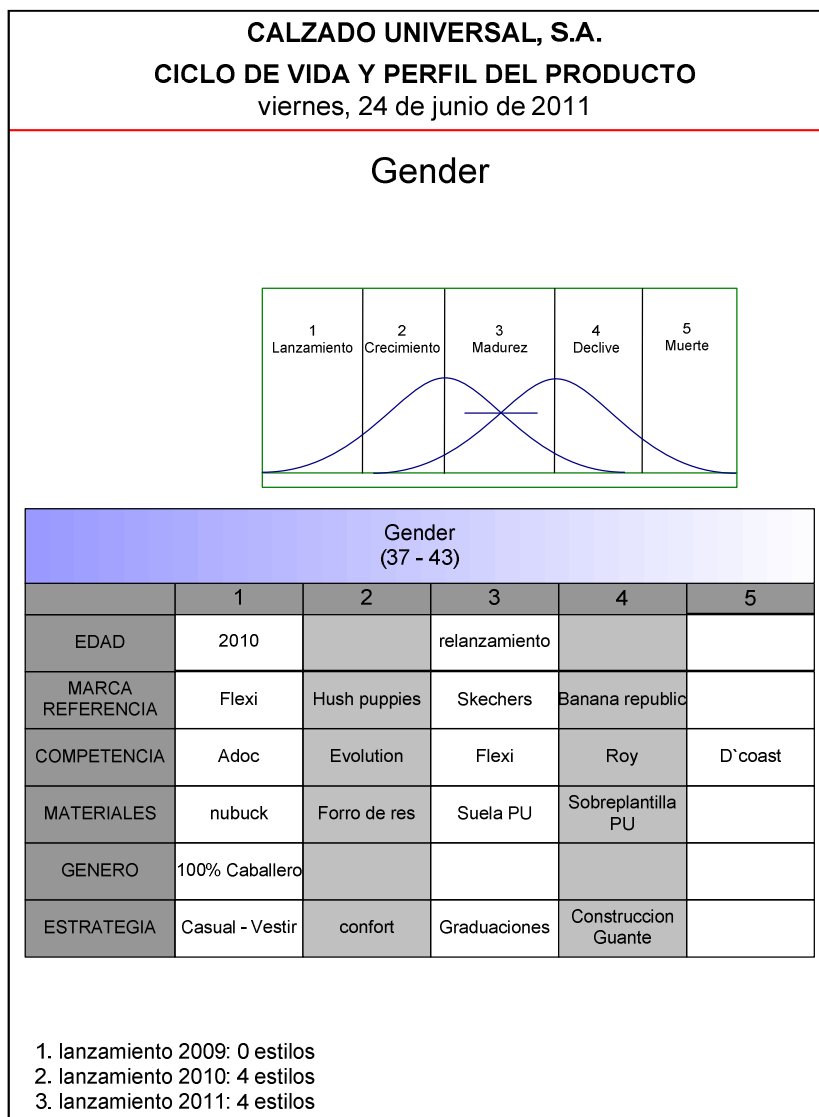 CALZADO UNIVERSAL, S.A.
CICLO DE VIDA Y PERFIL DEL PRODUCTO
viernes, 24 de junio de 2011
Gender
1 2 3 4 5
Lanzamiento Crecimiento Madurez Declive Muerte
Gender
(37 - 43)
1 2 3 4 5
EDAD 2010 relanzamiento
MARCA REFERENCIA Flexi Hush puppies Skechers Banana republic
COMPETENCIA Adoc Evolution Flexi Roy D`coast
MATERIALES nubuck Forro de res Suela PU Sobreplantilla PU
GENERO 100% Caballero
ESTRATEGIA Casual - Vestir confort Graduaciones Construccion Guante
1. lanzamiento 2009: 0 estilos
2. lanzamiento 2010: 4 estilos
3. lanzamiento 2011: 4 estilos